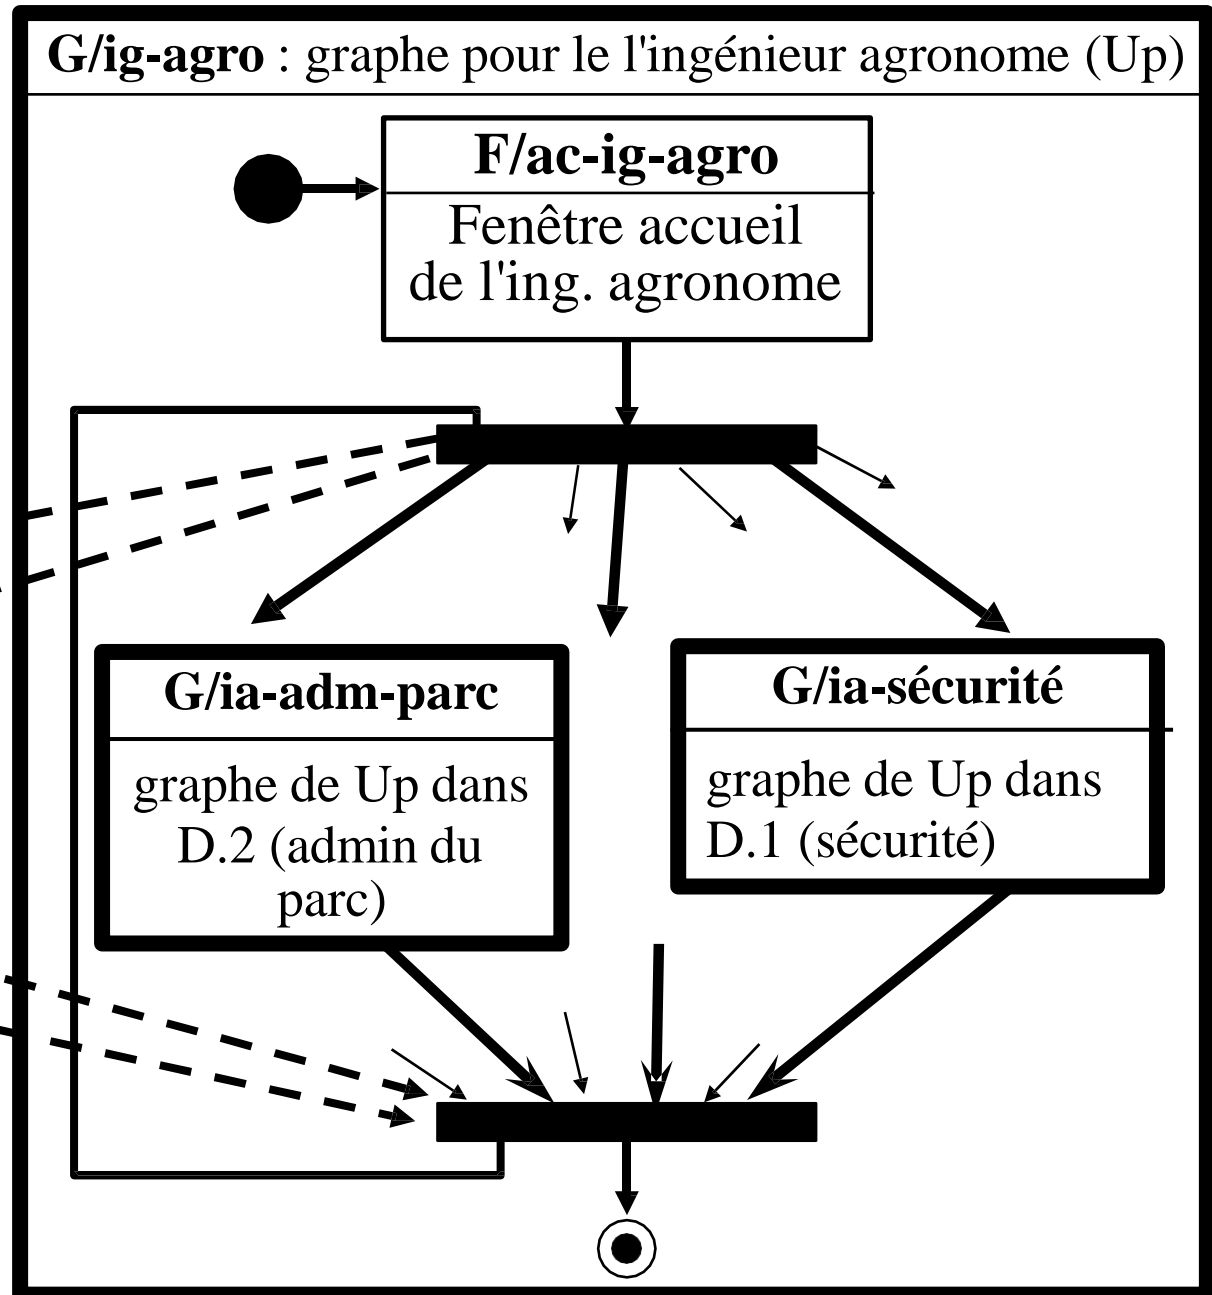 G/ig-agro : graphe pour le l'ingénieur agronome (Up)
F/ac-ig-agro
Fenêtre accueil
de l'ing. agronome
G/ia-adm-parc
graphe de Up dans
D.2 (admin du
parc)
G/ia-sécurité
graphe de Up dans
D.1 (sécurité)